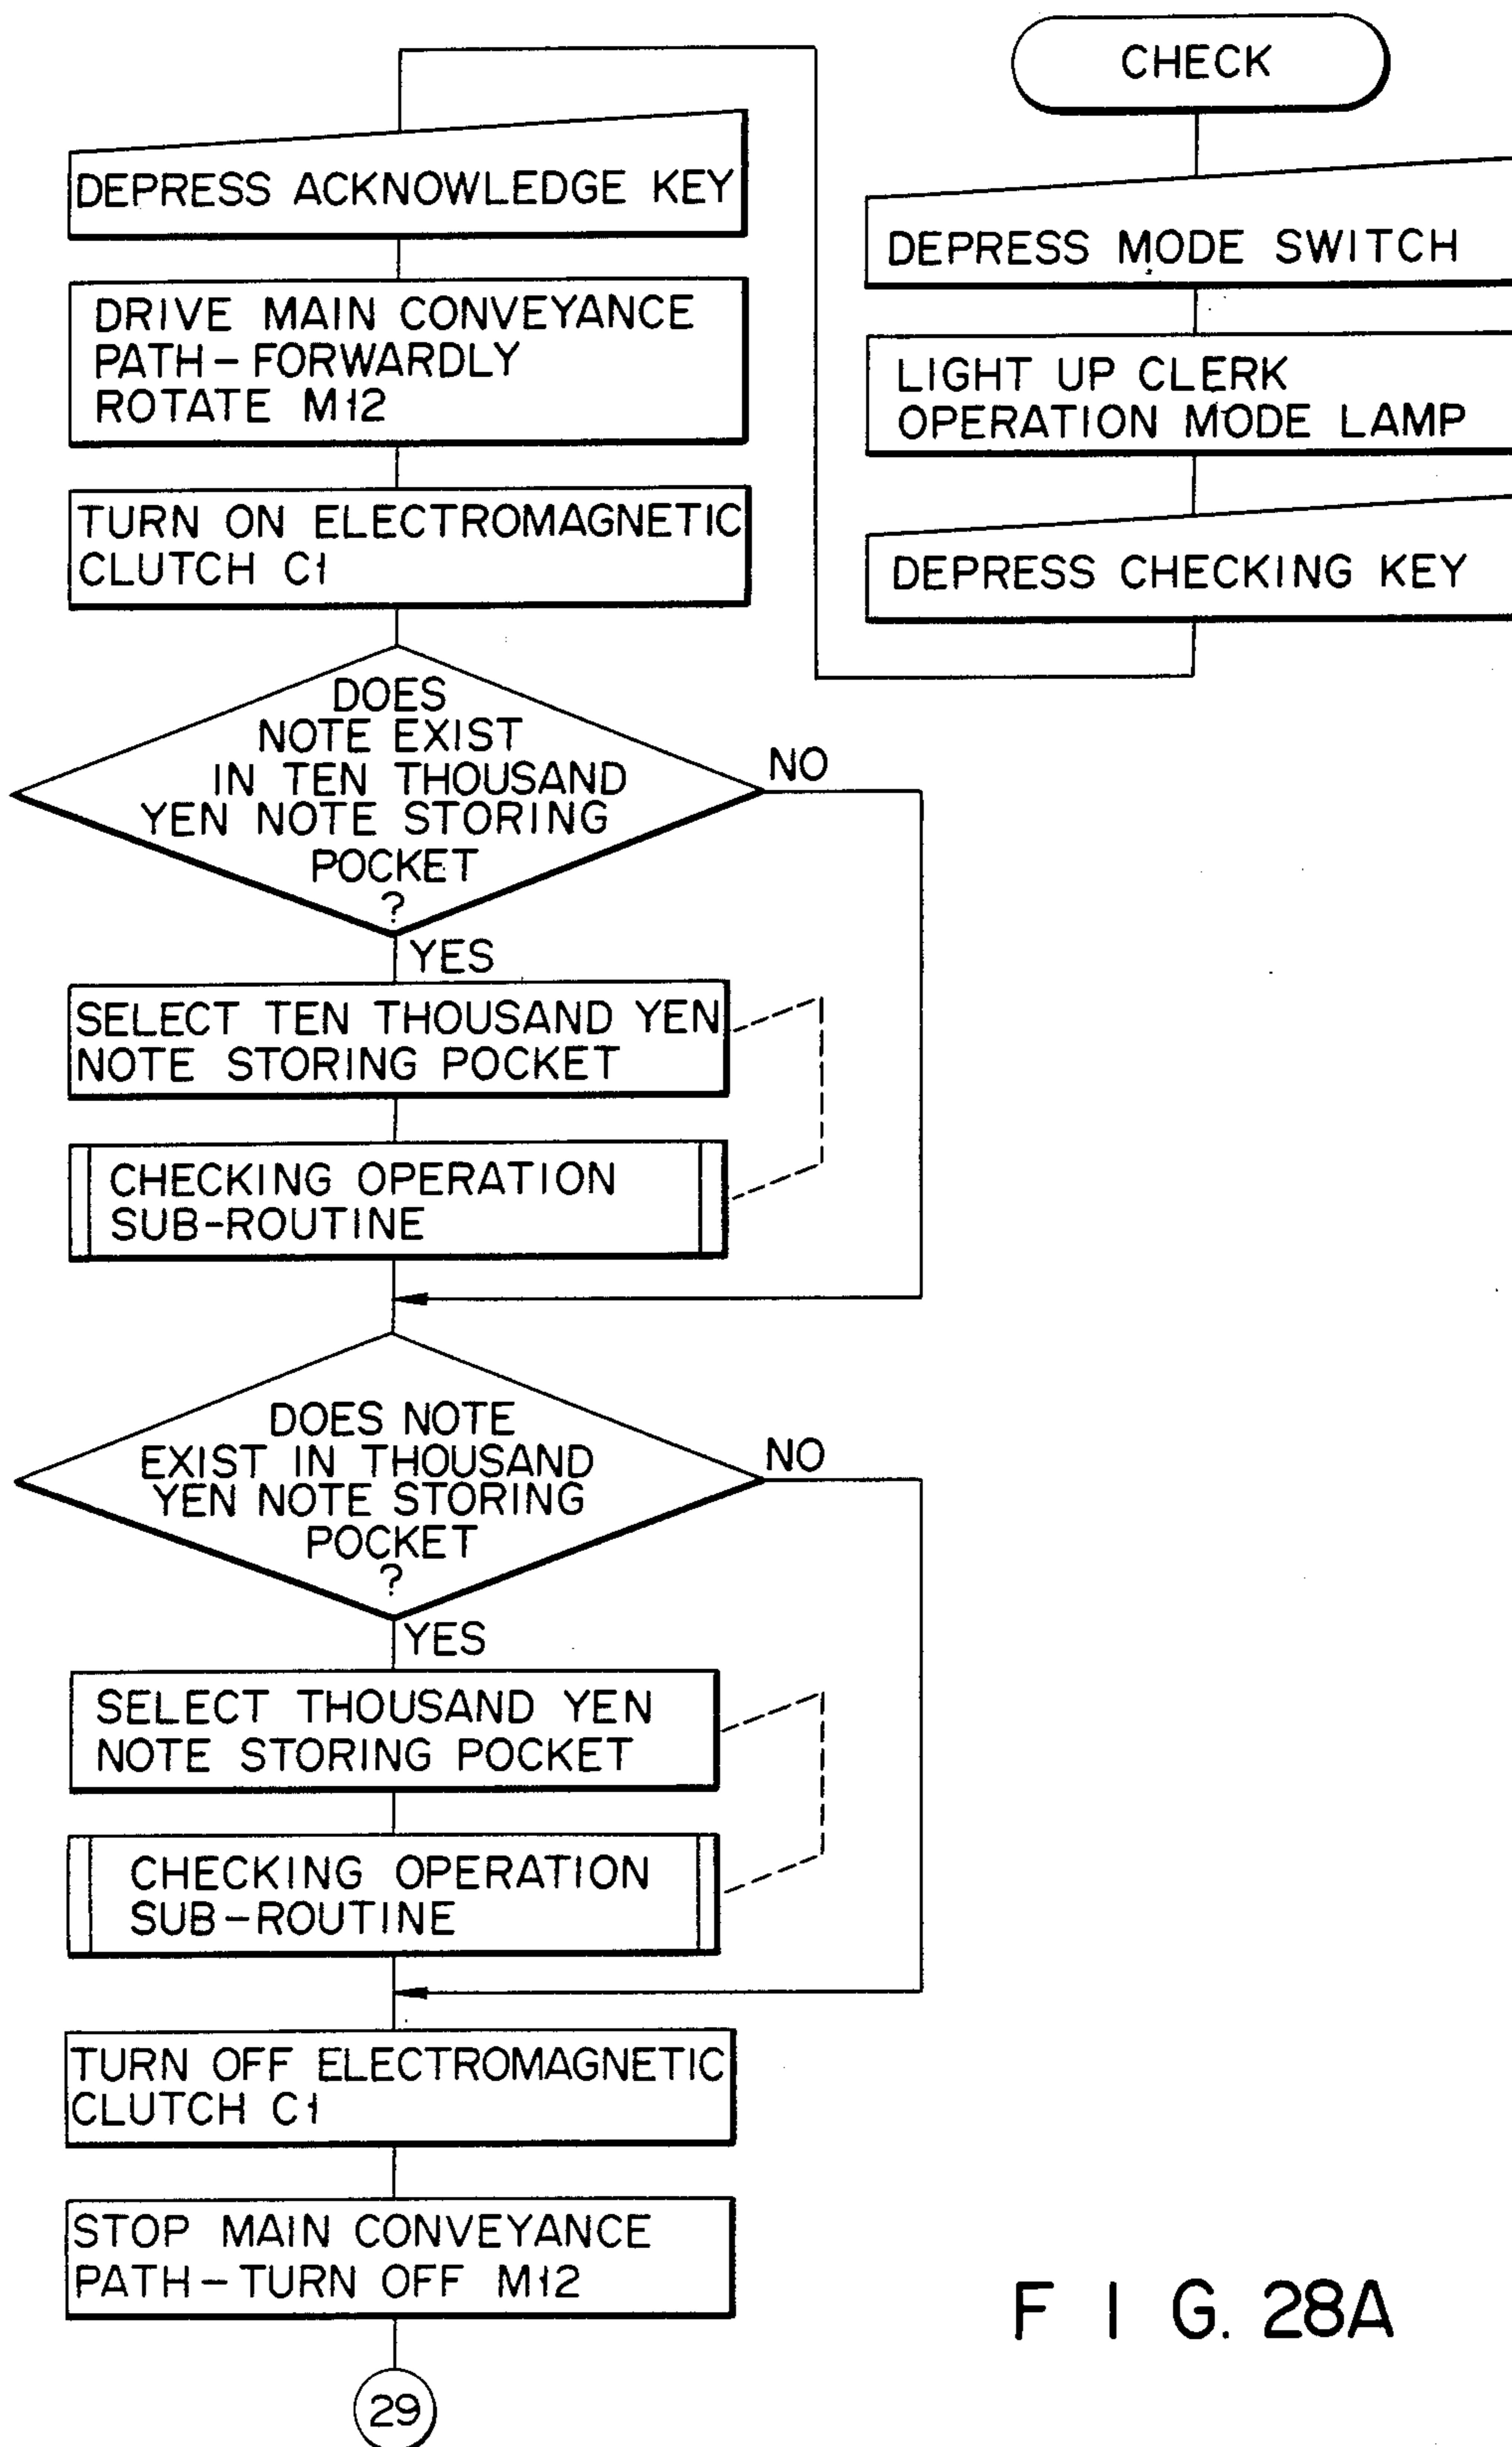 CHECK
DEPRESS MODE SWITCH
LIGHT UP CLERK
OPERATION MODE LAMP
DEPRESS CHECKING KEY
DEPRESS ACKNOWLEDGE KEY
DRIVE MAIN CONVEYANCE
PATH-FORWARDLY
ROTATE M12
TURN ON ELECTROMAGNETIC
CLUTCH C1
DOES
NOTE EXIST
IN TEN THOUSAND
YEN NOTE STORING
POCKET
?
NO
YES
SELECT TEN THOUSAND YEN
NOTE STORING POCKET
CHECKING OPERATION
SUB-ROUTINE
DOES NOTE
EXIST IN THOUSAND
YEN NOTE STORING
POCKET
?
NO
YES
SELECT THOUSAND YEN
NOTE STORING POCKET
CHECKING OPERATION
SUB-ROUTINE
TURN OFF ELECTROMAGNETIC
CLUTCH C1
STOP MAIN CONVEYANCE
PATH-TURN OFF M12
29
FIG. 28A